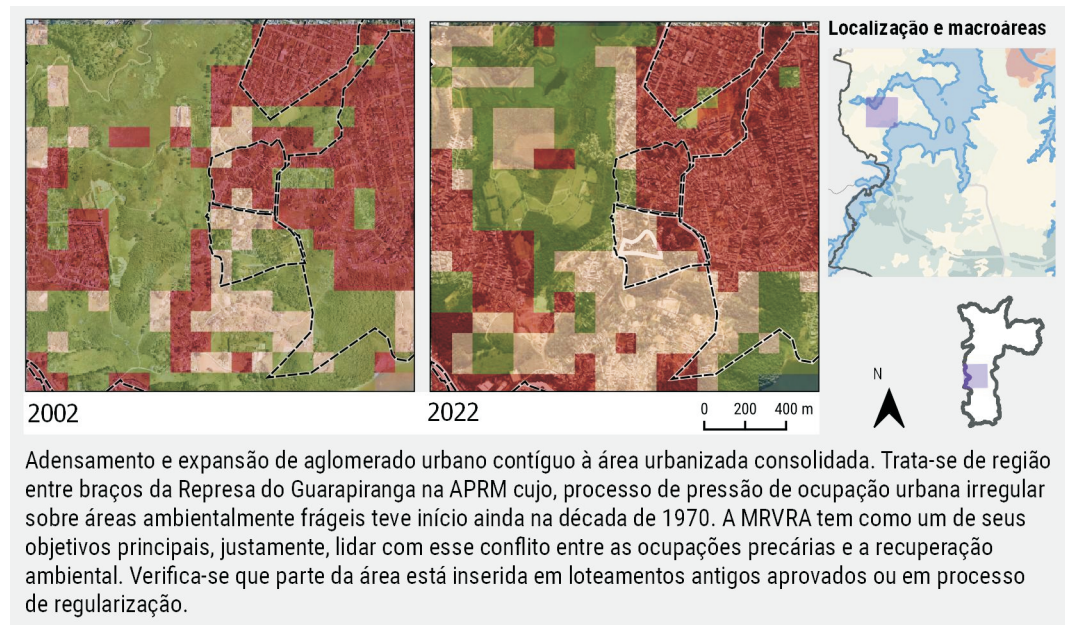 Localização e macroáreas
2002
2022
0 200 400 m
N
Adensamento e expansão de aglomerado urbano contíguo à área urbanizada consolidada. Trata-se de região
entre braços da Represa do Guarapiranga na APRM cujo, processo de pressão de ocupação urbana irregular
sobre áreas ambientalmente frágeis teve início ainda na década de 1970. A MRVRA tem como um de seus
objetivos principais, justamente, lidar com esse conflito entre as ocupações precárias e a recuperação
ambiental. Verifica-se que parte da área está inserida em loteamentos antigos aprovados ou em processo
de regularização.